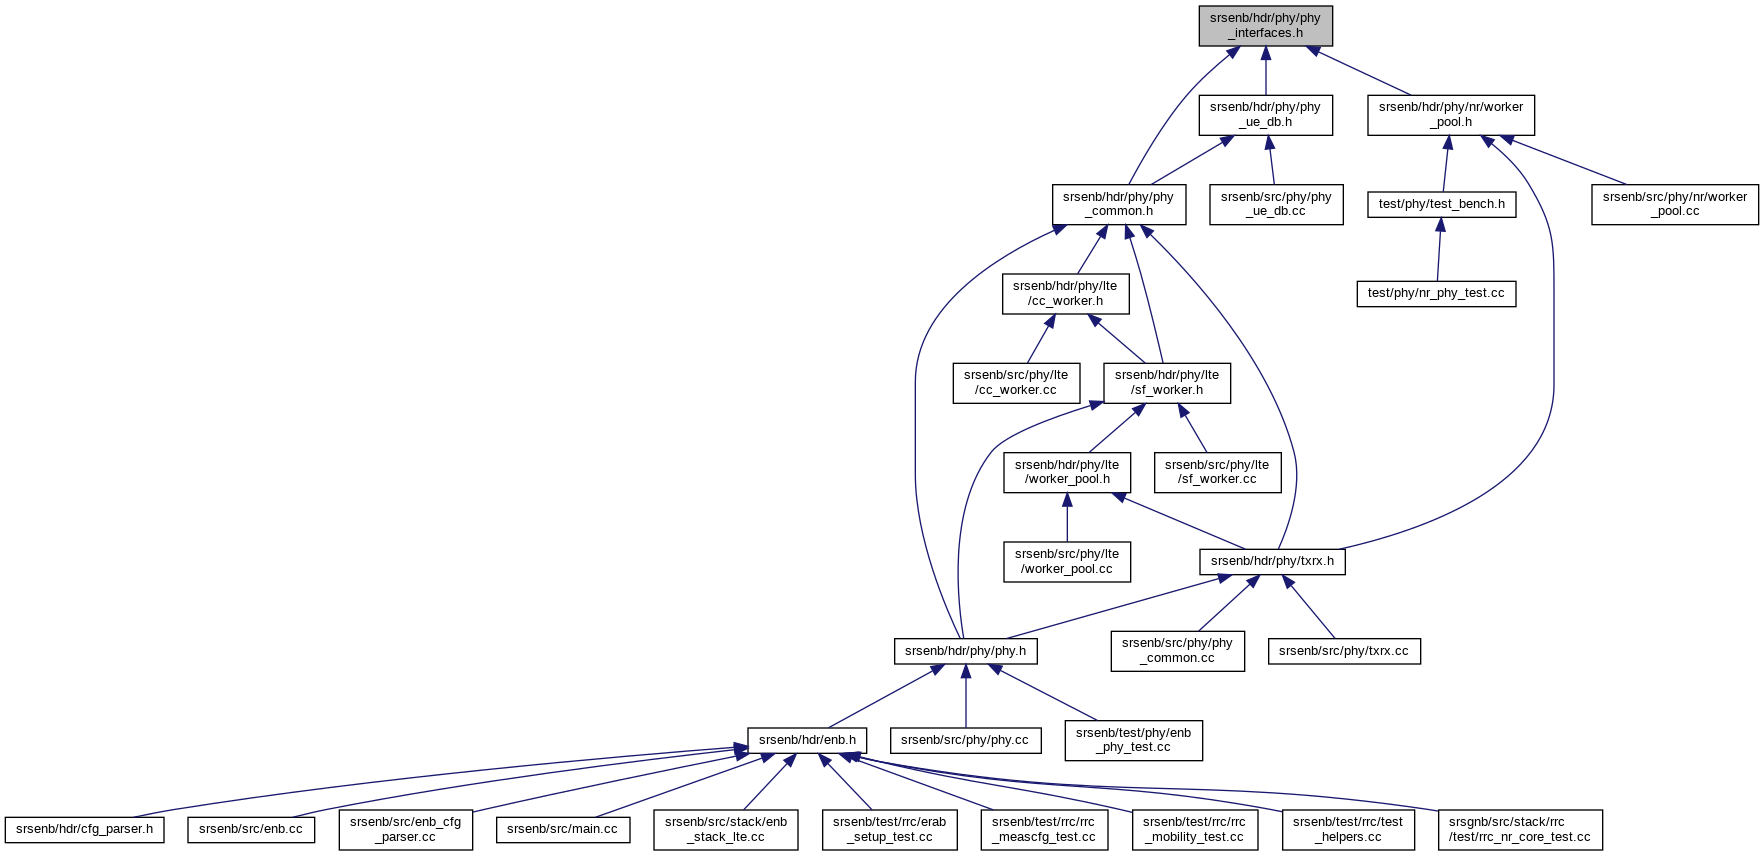 srsenb/hdr/phy/phy
_interfaces.h
srsenb/hdr/phy/phy
_ue_db.h
srsenb/hdr/phy/nr/worker
_pool.h
srsenb/hdr/phy/phy
_common.h
srsenb/src/phy/phy
_ue_db.cc
test/phy/test_bench.h
srsenb/src/phy/nr/worker
_pool.cc
srsenb/hdr/phy/lte
/cc_worker.h
test/phy/nr_phy_test.cc
srsenb/src/phy/lte
/cc_worker.cc
srsenb/hdr/phy/lte
/sf_worker.h
srsenb/hdr/phy/lte
/worker_pool.h
srsenb/src/phy/lte
/sf_worker.cc
srsenb/src/phy/lte
/worker_pool.cc
srsenb/hdr/phy/txrx.h
srsenb/hdr/phy/phy.h
srsenb/src/phy/phy
_common.cc
srsenb/src/phy/txrx.cc
srsenb/hdr/enb.h
srsenb/src/phy/phy.cc
srsenb/test/phy/enb
_phy_test.cc
srsenb/hdr/cfg_parser.h
srsenb/src/enb.cc
srsenb/src/enb_cfg
_parser.cc
srsenb/src/main.cc
srsenb/src/stack/enb
_stack_lte.cc
srsenb/test/rrc/erab
_setup_test.cc
srsenb/test/rrc/rrc
_meascfg_test.cc
srsenb/test/rrc/rrc
_mobility_test.cc
srsenb/test/rrc/test
_helpers.cc
srsgnb/src/stack/rrc
/test/rrc_nr_core_test.cc